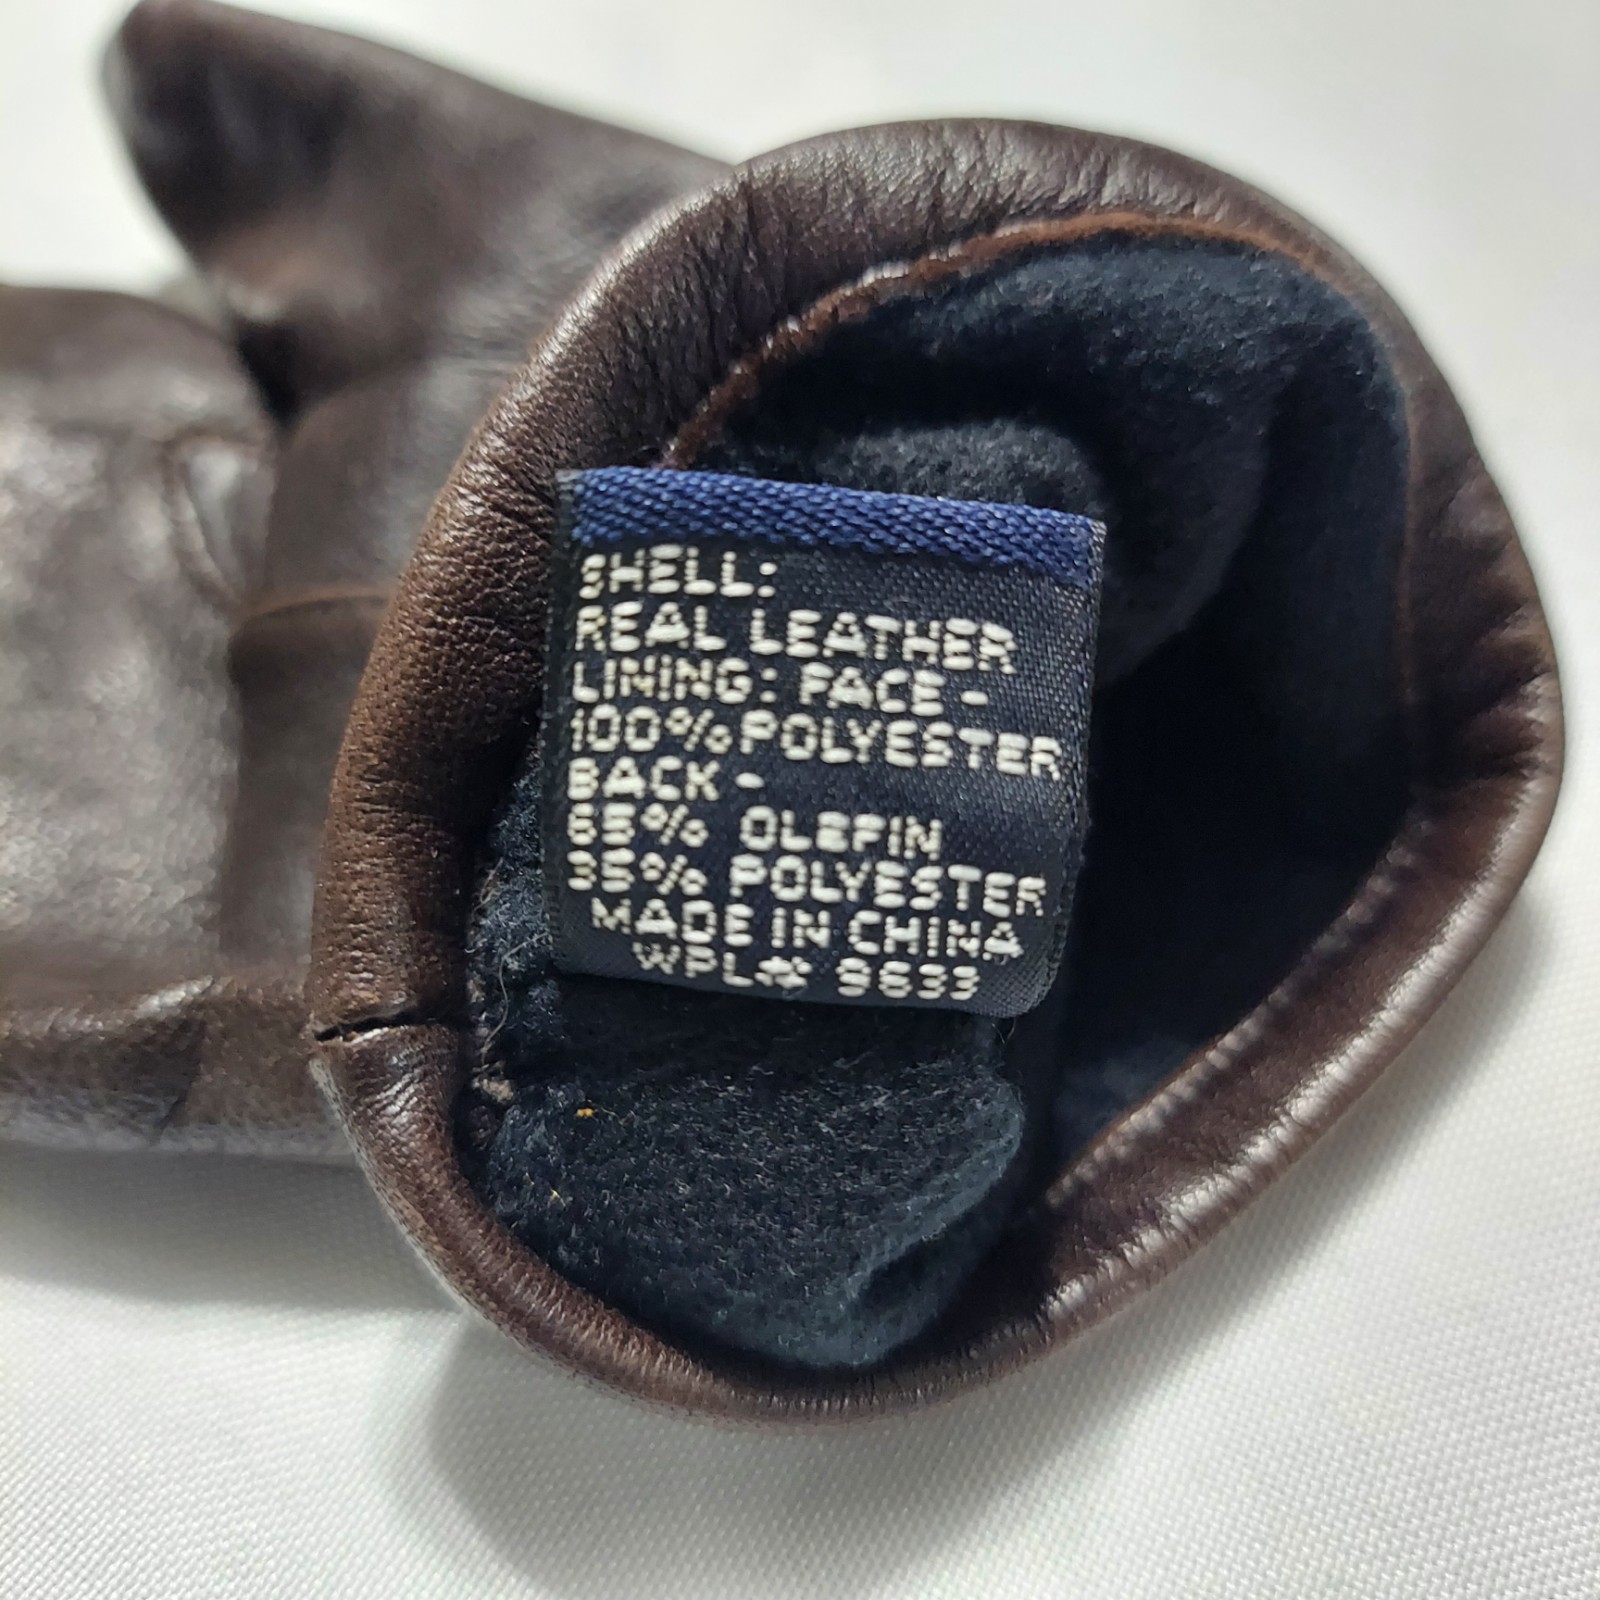 SHELL:
REAL LEATHER
LINING: FACE -
100% POLYESTER
BACK -
65% OLEFIN
35% POLYESTER
MADE IN CHINA
WPL# 9633